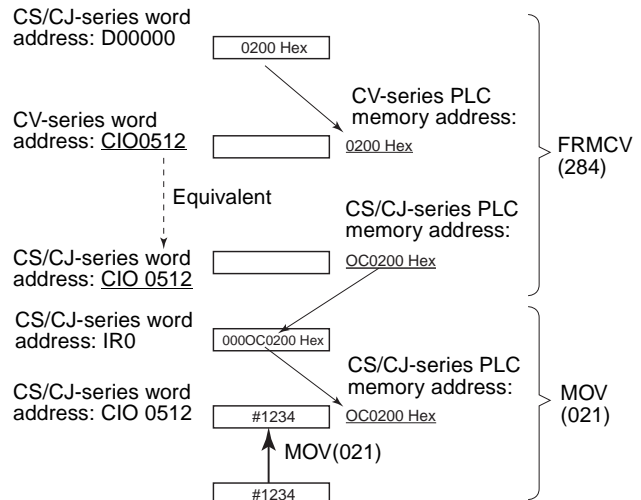 CS/CJ-series word
address: D00000
0200 Hex
CV-series PLC
memory address:
CV-series word
address: CIO0512
0200 Hex
FRMCV
(284)
Equivalent
CS/CJ-series PLC
memory address:
CS/CJ-series word
address: CIO 0512
OC0200 Hex
CS/CJ-series word
address: IR0
000OC0200 Hex
CS/CJ-series PLC
memory address:
CS/CJ-series word
address: CIO 0512
#1234
OC0200 Hex
MOV
(021)
MOV(021)
#1234